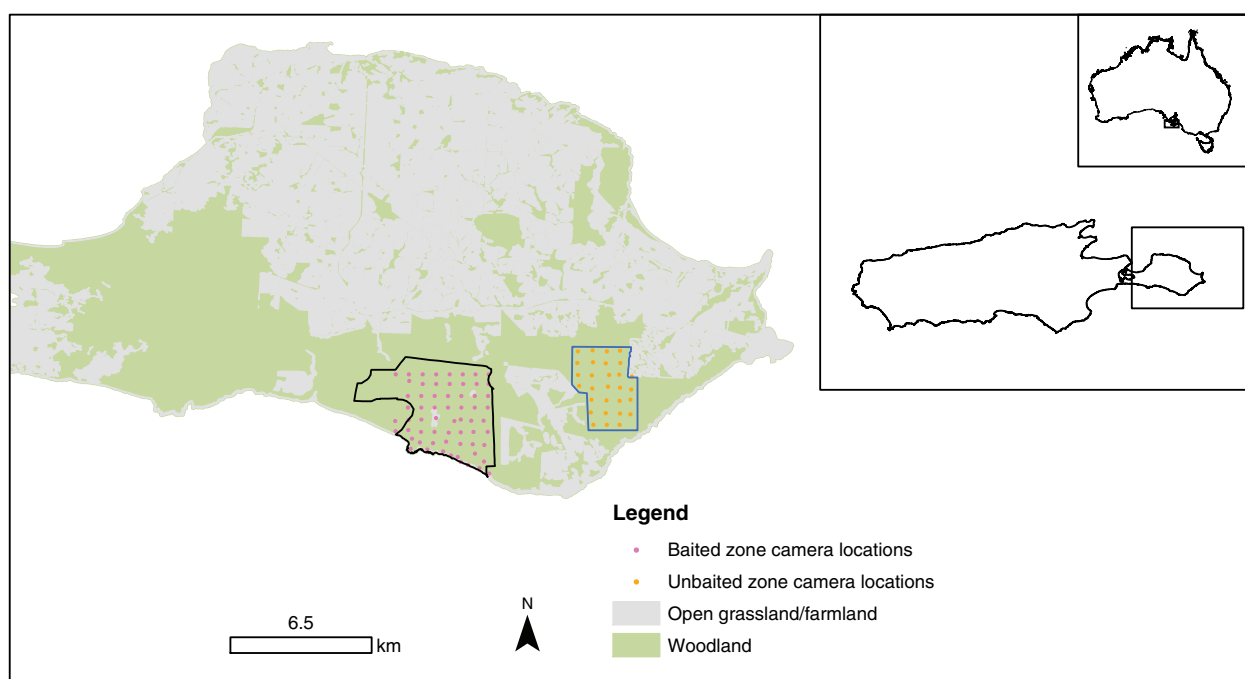 Legend
Baited zone camera locations
Unbaited zone camera locations
Open grassland/farmland
Woodland
N
6.5
km